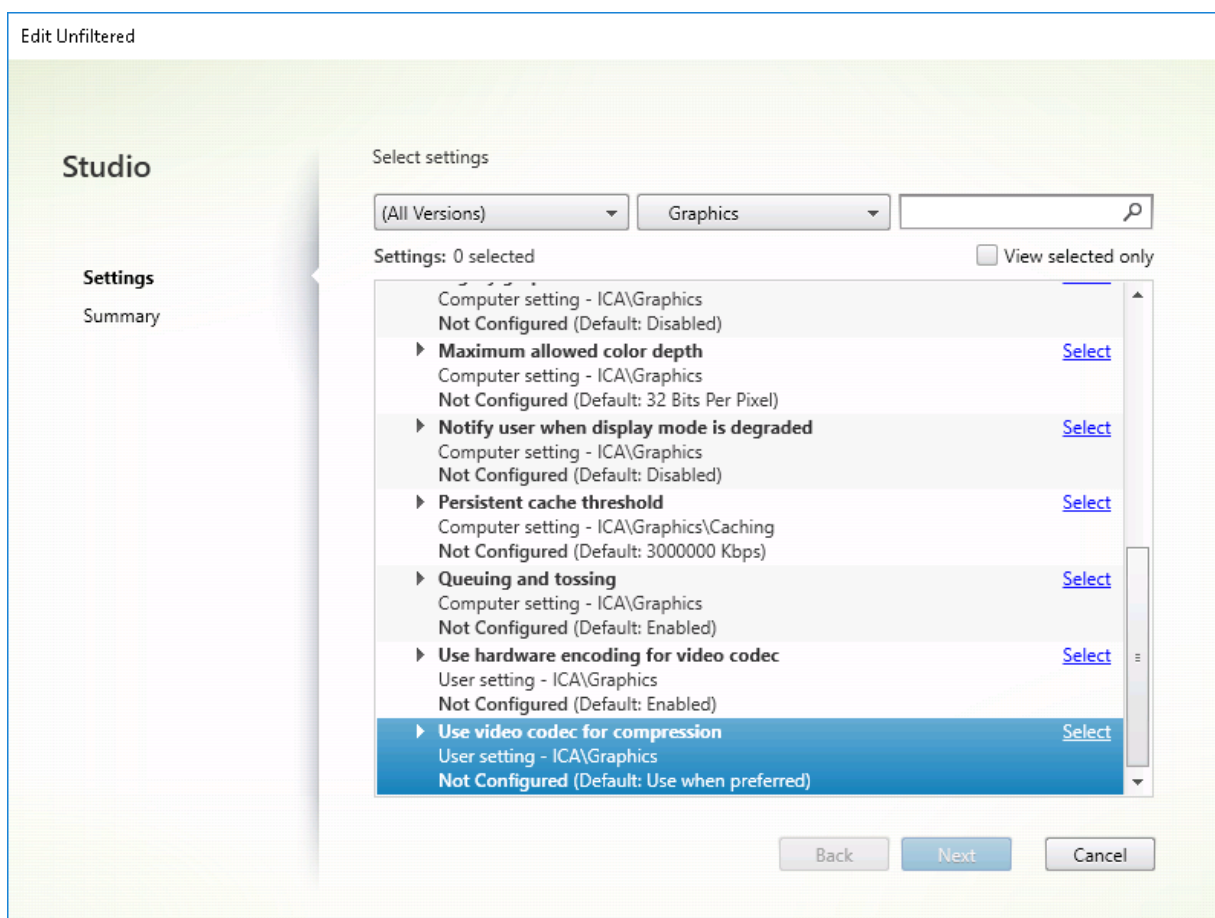 Edit Unfiltered
Studio
Settings
Summary
Select settings
(All Versions)
Graphics
Settings: 0 selected
View selected only
Computer setting - ICA\Graphics
Not Configured (Default: Disabled)
Maximum allowed color depth
Select
Computer setting - ICA\Graphics
Not Configured (Default: 32 Bits Per Pixel)
Notify user when display mode is degraded
Select
Computer setting - ICA\Graphics
Not Configured (Default: Disabled)
Persistent cache threshold
Select
Computer setting - ICA\Graphics\Caching
Not Configured (Default: 3000000 Kbps)
Queuing and tossing
Select
Computer setting - ICA\Graphics
Not Configured (Default: Enabled)
Use hardware encoding for video codec
Select
User setting - ICA\Graphics
Not Configured (Default: Enabled)
Use video codec for compression
Select
User setting - ICA\Graphics
Not Configured (Default: Use when preferred)
Back
Next
Cancel